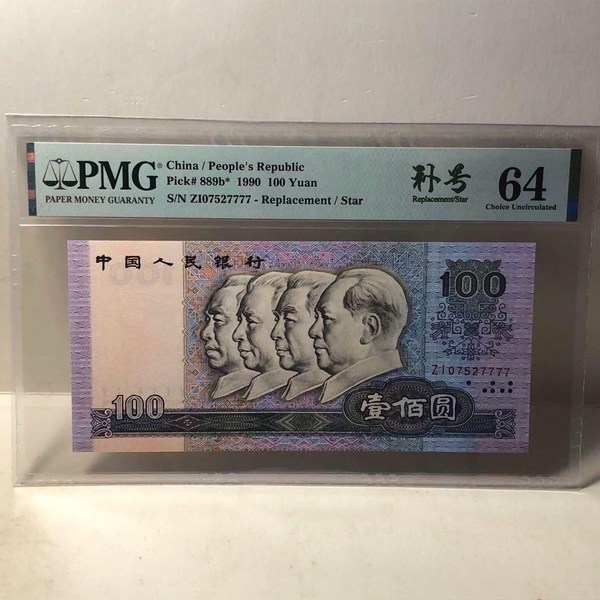 PMG®
PAPER MONEY GUARANTY
China / People's Republic
Pick# 889b* 1990 100 Yuan
S/N ZI07527777 - Replacement / Star
补号
Replacement/Star
64
Choice Uncirculated
中国人民银行
100
ZI07527777
100
壹佰圆